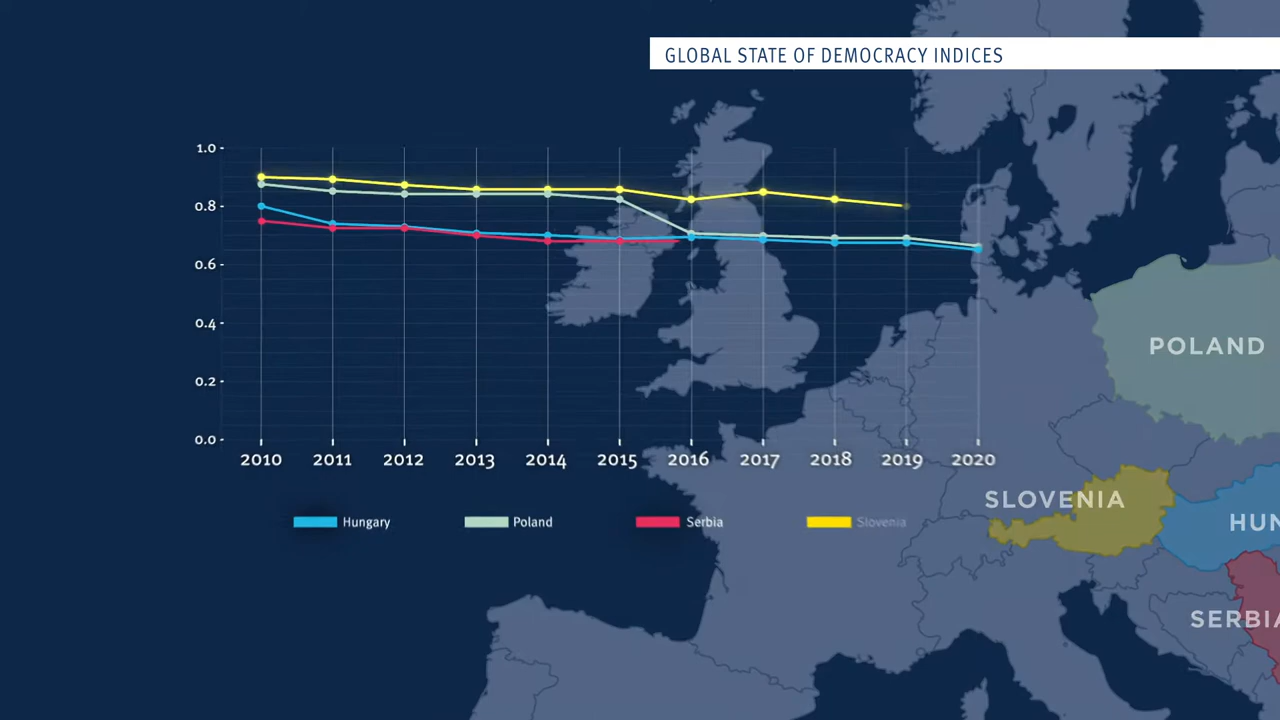 GLOBAL STATE OF DEMOCRACY INDICES
1.0
0.8
0.6
0.4
0.2
0.0
2010 2011 2012 2013 2014 2015 2016 2017 2018 2019 2020
Hungary Poland Serbia Slovenia
POLAND
SLOVENIA
HUN
SERBIA